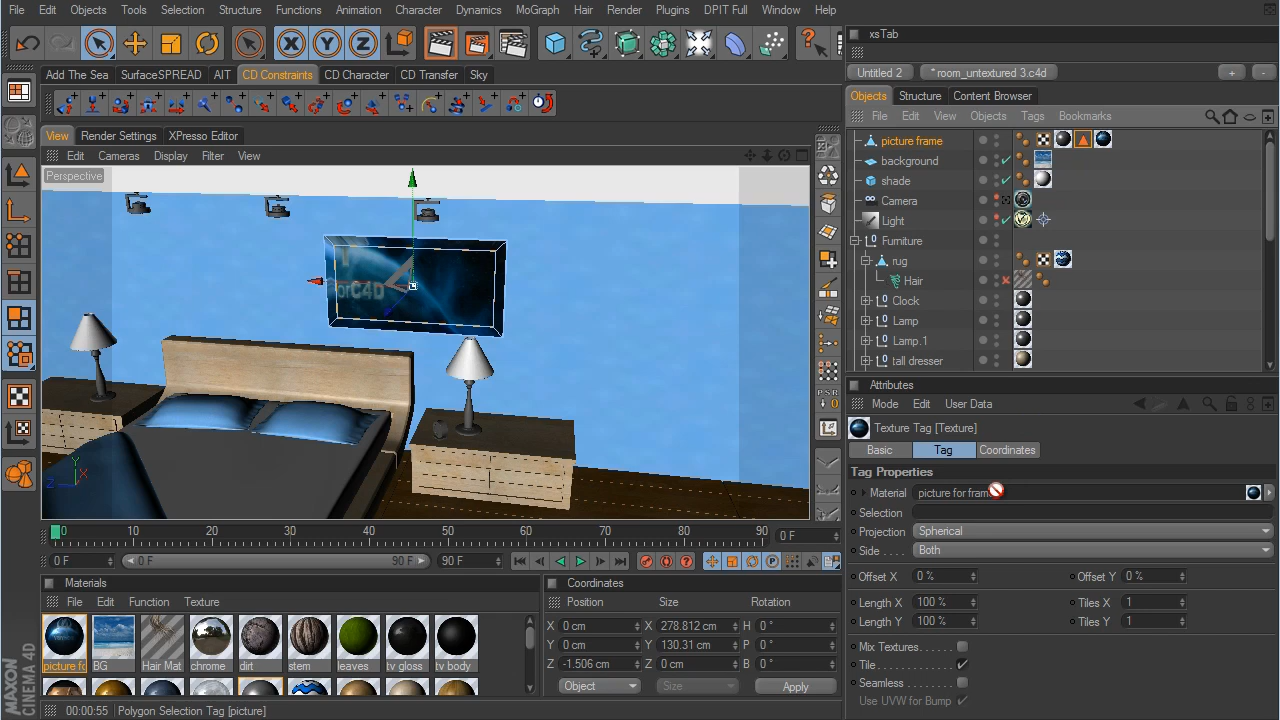 File Edit Objects Tools Selection Structure Functions Animation Character Dynamics MoGraph Hair Render Plugins DPIT Full Window Help
xsTab
Untitled 2 * room_untextured 3.c4d + -
Add The Sea SurfaceSPREAD AIT CD Constraints CD Character CD Transfer Sky
Objects Structure Content Browser
File Edit View Objects Tags Bookmarks
View Render Settings XPresso Editor
Edit Cameras Display Filter View
Perspective
picture frame
background
shade
Camera
Light
Furniture
rug
Hair
Clock
Lamp
Lamp.1
tall dresser
X Y Z
PSR
0
orC4D
Y
X
Z
Attributes
Mode Edit User Data
Texture Tag [Texture]
Basic Tag Coordinates
Tag Properties
Material picture for fram
Selection
Projection Spherical
Side . . . . Both
Offset X 0 % Offset Y 0 %
Length X 100 % Tiles X 1
Length Y 100 % Tiles Y 1
Mix Textures. . . . . .
Tile. . . . . . . . . . . . . . .
Seamless . . . . . . . . .
Use UVW for Bump
0 10 20 30 40 50 60 70 80 90 0 F
0 F 0 F 90 F 90 F
Materials
File Edit Function Texture
picture fo BG Hair Mat chrome dirt stem leaves tv gloss tv body
Coordinates
Position Size Rotation
X 0 cm X 278.812 cm H 0 °
Y 0 cm Y 130.31 cm P 0 °
Z -1.506 cm Z 0 cm B 0 °
Object Size Apply
MAXON
CINEMA 4D
00:00:55 Polygon Selection Tag [picture]